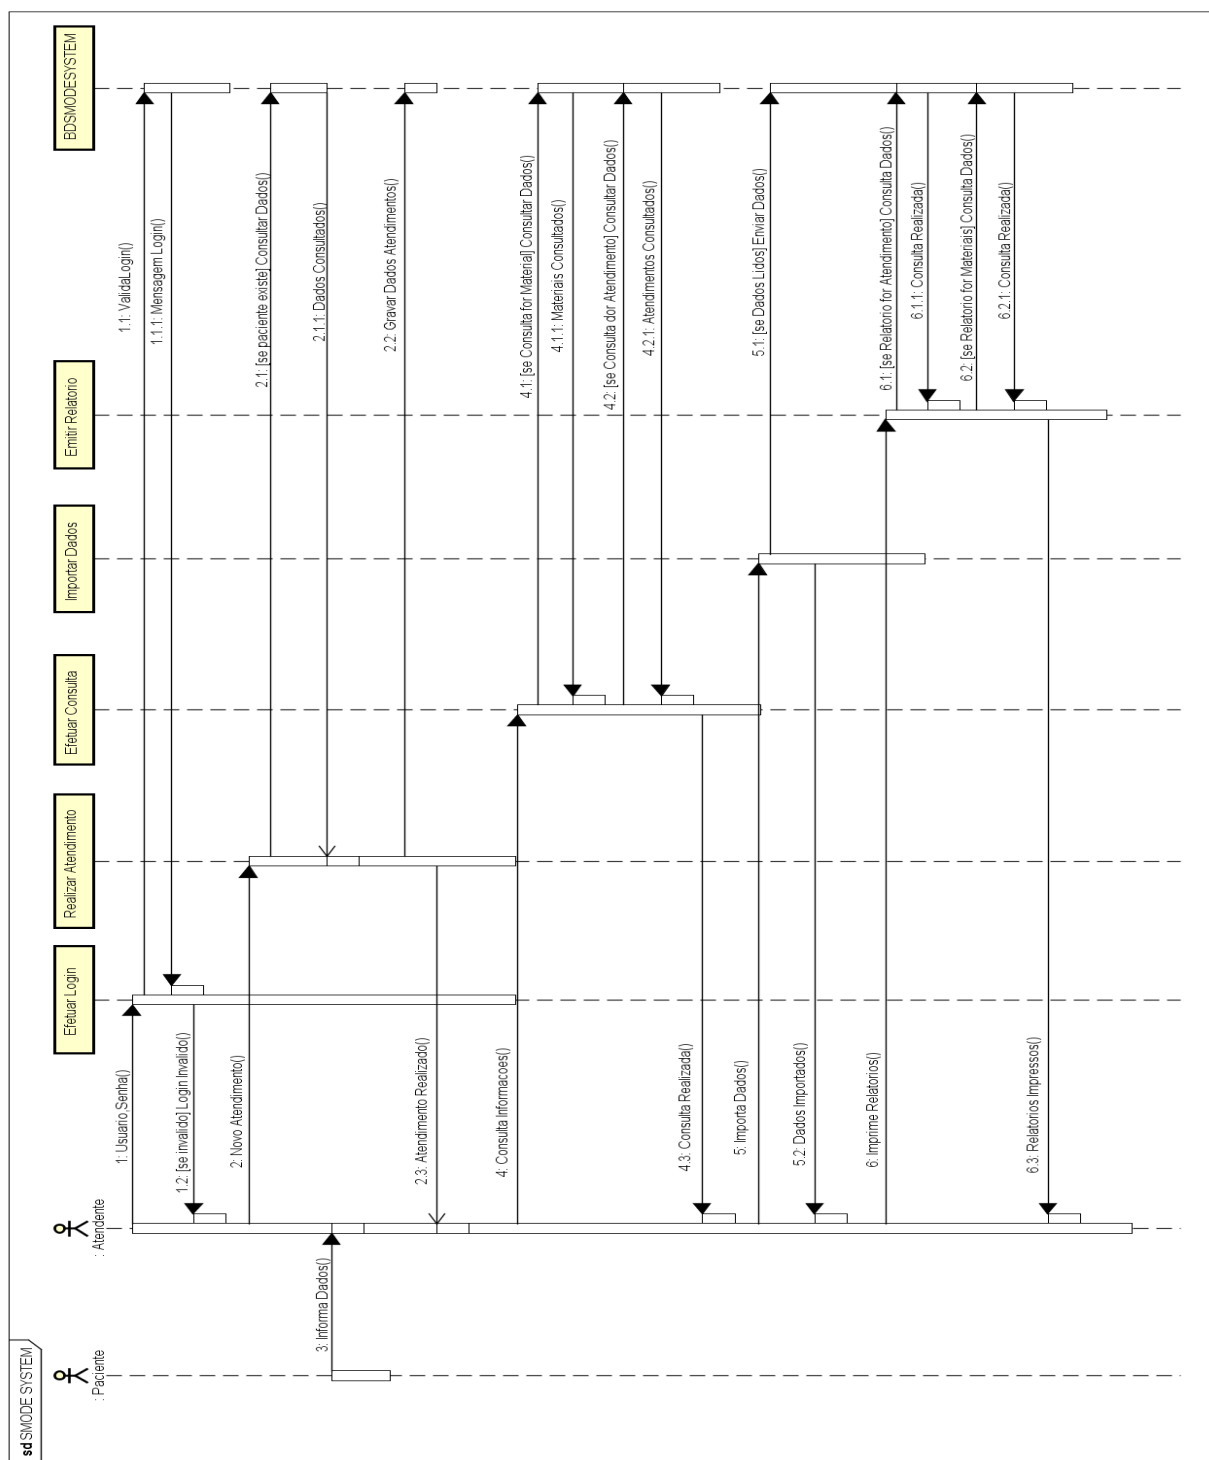 sd SMODE SYSTEM
: Paciente
: Atendente
Efetuar Login
Realizar Atendimento
Efetuar Consulta
Importar Dados
Emitir Relatorio
BDSMODESYSTEM
1: Usuario,Senha()
1.1: ValidaLogin()
1.1.1: Mensagem Login()
1.2: [se invalido] Login Invalido()
2: Novo Atendimento()
2.1: [se paciente existe] Consultar Dados()
2.1.1: Dados Consultados()
3: Informa Dados()
2.2: Gravar Dados Atendimentos()
2.3: Atendimento Realizado()
4: Consulta Informacoes()
4.1: [se Consulta for Material] Consultar Dados()
4.1.1: Materiais Consultados()
4.2: [se Consulta dor Atendimento] Consultar Dados()
4.2.1: Atendimentos Consultados()
4.3: Consulta Realizada()
5: Importa Dados()
5.1: [se Dados Lidos] Enviar Dados()
5.2: Dados Importados()
6: Imprime Relatorios()
6.1: [se Relatorio for Atendimento] Consulta Dados()
6.1.1: Consulta Realizada()
6.2: [se Relatorio for Materiais] Consulta Dados()
6.2.1: Consulta Realizada()
6.3: Relatorios Impressos()